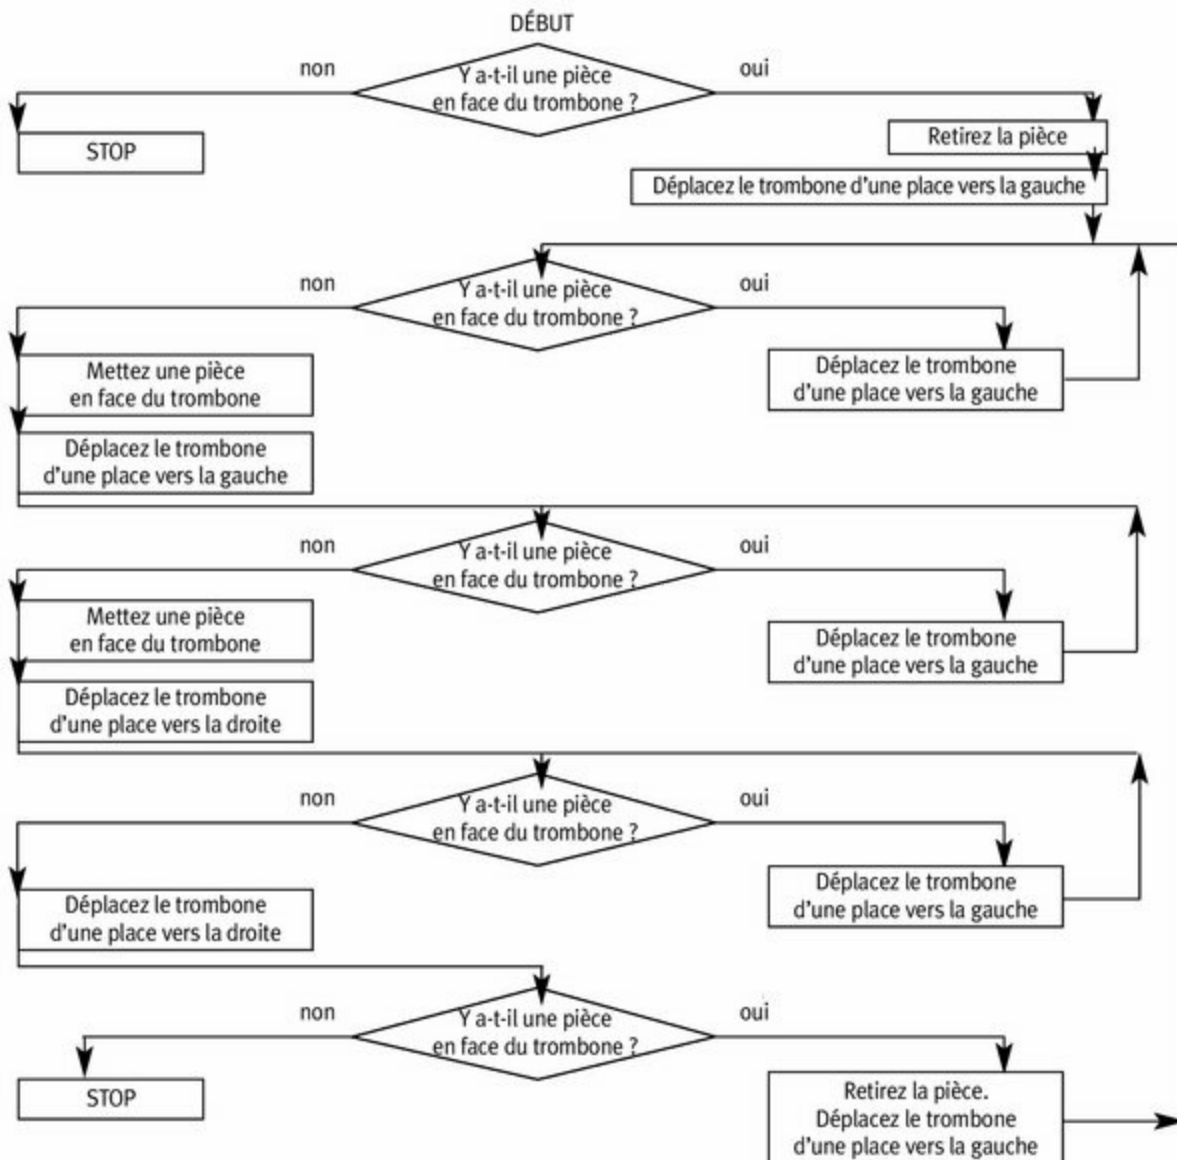 DÉBUT
non
Y a-t-il une pièce
en face du trombone ?
oui
STOP
Retirez la pièce
Déplacez le trombone d'une place vers la gauche
non
Y a-t-il une pièce
en face du trombone ?
oui
Mettez une pièce
en face du trombone
Déplacez le trombone
d'une place vers la gauche
Déplacez le trombone
d'une place vers la gauche
non
Y a-t-il une pièce
en face du trombone ?
oui
Mettez une pièce
en face du trombone
Déplacez le trombone
d'une place vers la gauche
Déplacez le trombone
d'une place vers la droite
non
Y a-t-il une pièce
en face du trombone ?
oui
Déplacez le trombone
d'une place vers la droite
Déplacez le trombone
d'une place vers la gauche
non
Y a-t-il une pièce
en face du trombone ?
oui
STOP
Retirez la pièce.
Déplacez le trombone
d'une place vers la gauche